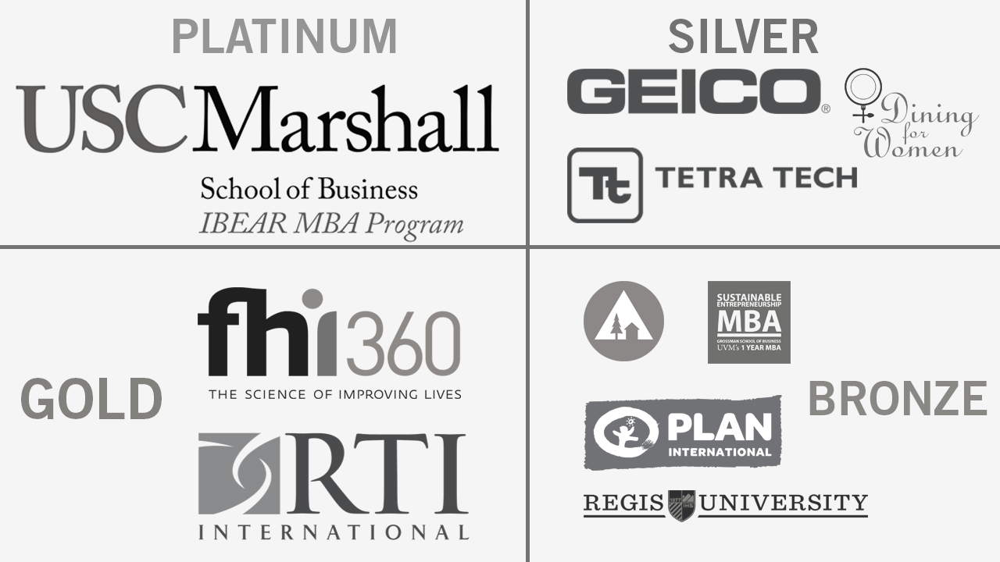 PLATINUM
USC Marshall
School of Business
IBEAR MBA Program
SILVER
GEICO®
Dining
for
Women
Tt TETRA TECH
GOLD
fhi360
THE SCIENCE OF IMPROVING LIVES
RTI
INTERNATIONAL
BRONZE
SUSTAINABLE
ENTREPRENEURSHIP
MBA
GROSSMAN SCHOOL OF BUSINESS
UVM's 1 YEAR MBA
PLAN
INTERNATIONAL
REGIS UNIVERSITY
1877
IHS